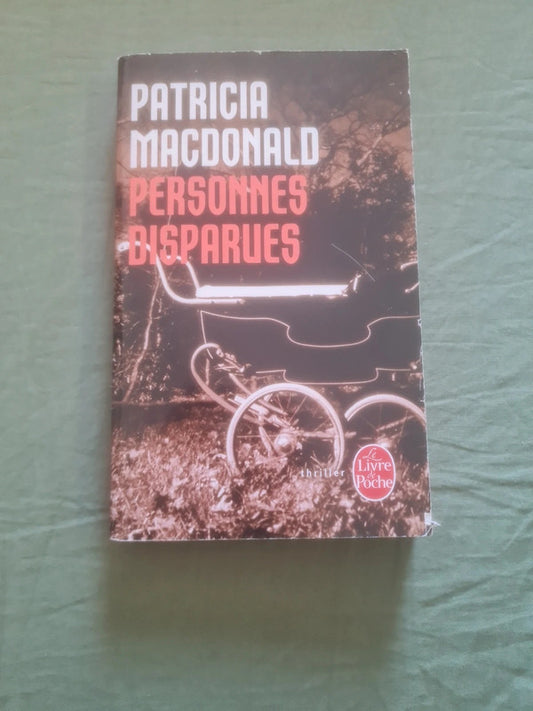 PATRICIA
MACDONALD
PERSONNES
DISPARUES
thriller
Le
Livre
de
Poche